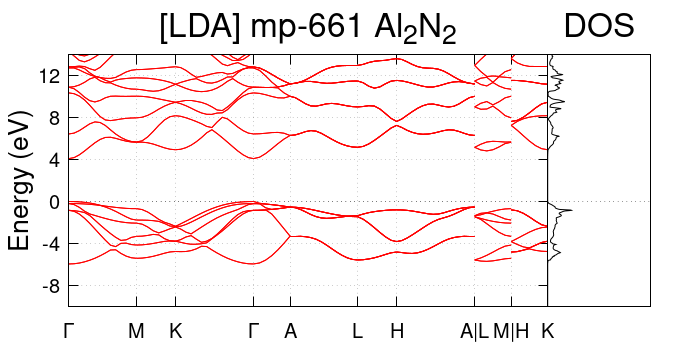 [LDA] mp-661 Al₂N₂ DOS
Energy (eV)
12
8
4
0
-4
-8
Γ M K Γ A L H A|L M|H K